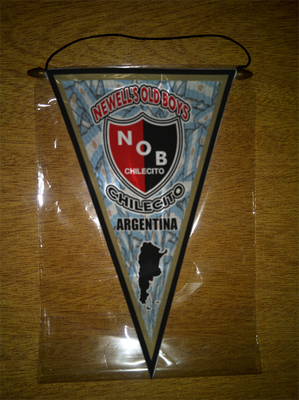 NEWELL'S OLD BOYS
NOB
CHILECITO
CHILECITO
ARGENTINA